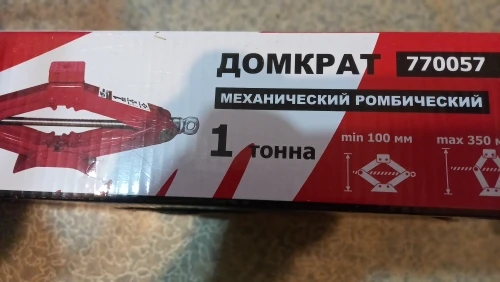 ДОМКРАТ 770057
МЕХАНИЧЕСКИЙ РОМБИЧЕСКИЙ
1 тонна
min 100 мм
max 350 м